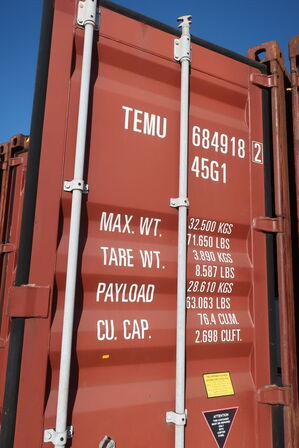 TEMU 684918 2
45G1
MAX. WT. 32.500 KGS
71.650 LBS
TARE WT. 3.890 KGS
8.587 LBS
PAYLOAD 28.610 KGS
63.063 LBS
CU. CAP. 76.4 CU.M.
2.698 CU.FT.
ATTENTION